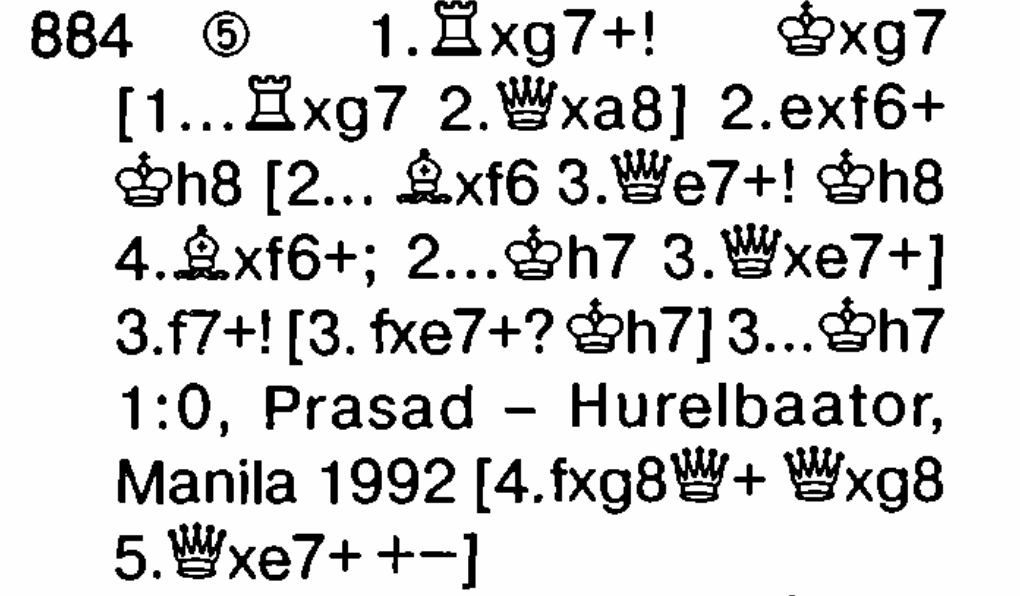 884 ⑤ 1.♖xg7+! ♔xg7
[1...♖xg7 2.♕xa8] 2.exf6+
♔h8 [2... ♗xf6 3.♕e7+! ♔h8
4.♗xf6+; 2...♔h7 3.♕xe7+]
3.f7+! [3. fxe7+? ♔h7] 3...♔h7
1:0, Prasad – Hurelbaator,
Manila 1992 [4.fxg8♕+ ♕xg8
5.♕xe7+ +−]